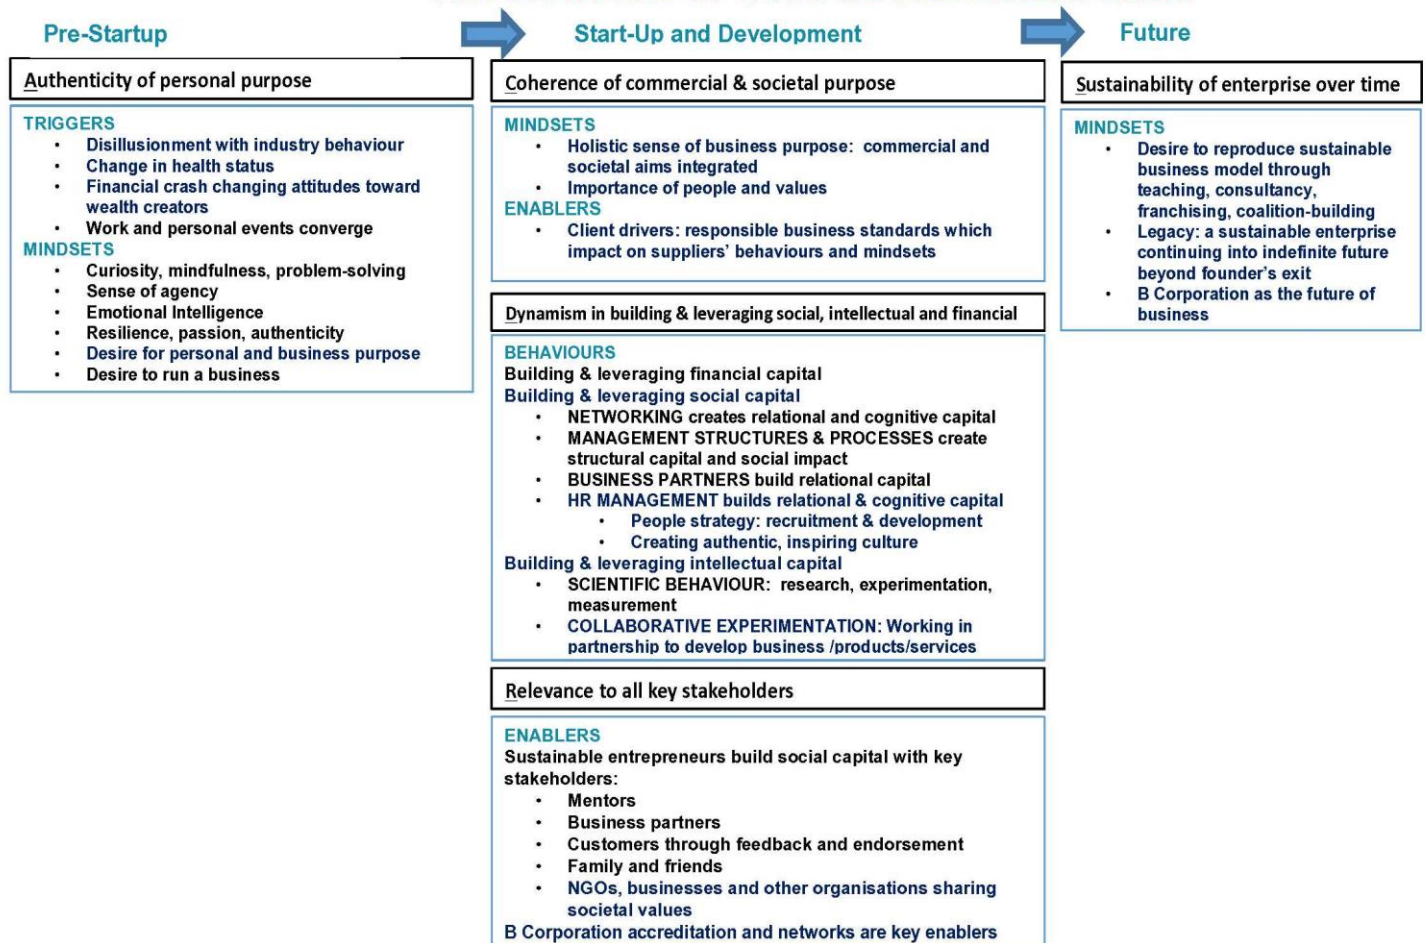 Pre-Startup
Start-Up and Development
Future
Authenticity of personal purpose
TRIGGERS
• Disillusionment with industry behaviour
• Change in health status
• Financial crash changing attitudes toward
wealth creators
• Work and personal events converge
MINDSETS
• Curiosity, mindfulness, problem-solving
• Sense of agency
• Emotional Intelligence
• Resilience, passion, authenticity
• Desire for personal and business purpose
• Desire to run a business
Coherence of commercial & societal purpose
MINDSETS
• Holistic sense of business purpose: commercial and
societal aims integrated
• Importance of people and values
ENABLERS
• Client drivers: responsible business standards which
impact on suppliers' behaviours and mindsets
Dynamism in building & leveraging social, intellectual and financial
BEHAVIOURS
Building & leveraging financial capital
Building & leveraging social capital
• NETWORKING creates relational and cognitive capital
• MANAGEMENT STRUCTURES & PROCESSES create
structural capital and social impact
• BUSINESS PARTNERS build relational capital
• HR MANAGEMENT builds relational & cognitive capital
• People strategy: recruitment & development
• Creating authentic, inspiring culture
Building & leveraging intellectual capital
• SCIENTIFIC BEHAVIOUR: research, experimentation,
measurement
• COLLABORATIVE EXPERIMENTATION: Working in
partnership to develop business /products/services
Relevance to all key stakeholders
ENABLERS
Sustainable entrepreneurs build social capital with key
stakeholders:
• Mentors
• Business partners
• Customers through feedback and endorsement
• Family and friends
• NGOs, businesses and other organisations sharing
societal values
B Corporation accreditation and networks are key enablers
Sustainability of enterprise over time
MINDSETS
• Desire to reproduce sustainable
business model through
teaching, consultancy,
franchising, coalition-building
• Legacy: a sustainable enterprise
continuing into indefinite future
beyond founder's exit
• B Corporation as the future of
business